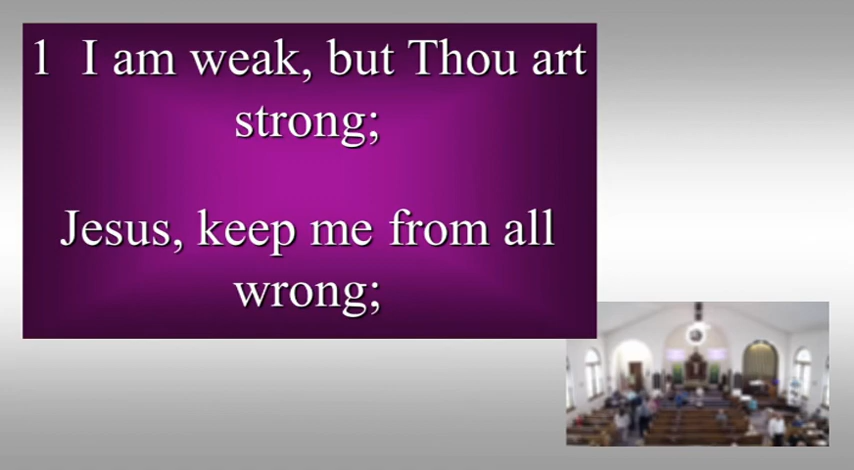 1 I am weak, but Thou art
strong;
Jesus, keep me from all
wrong;